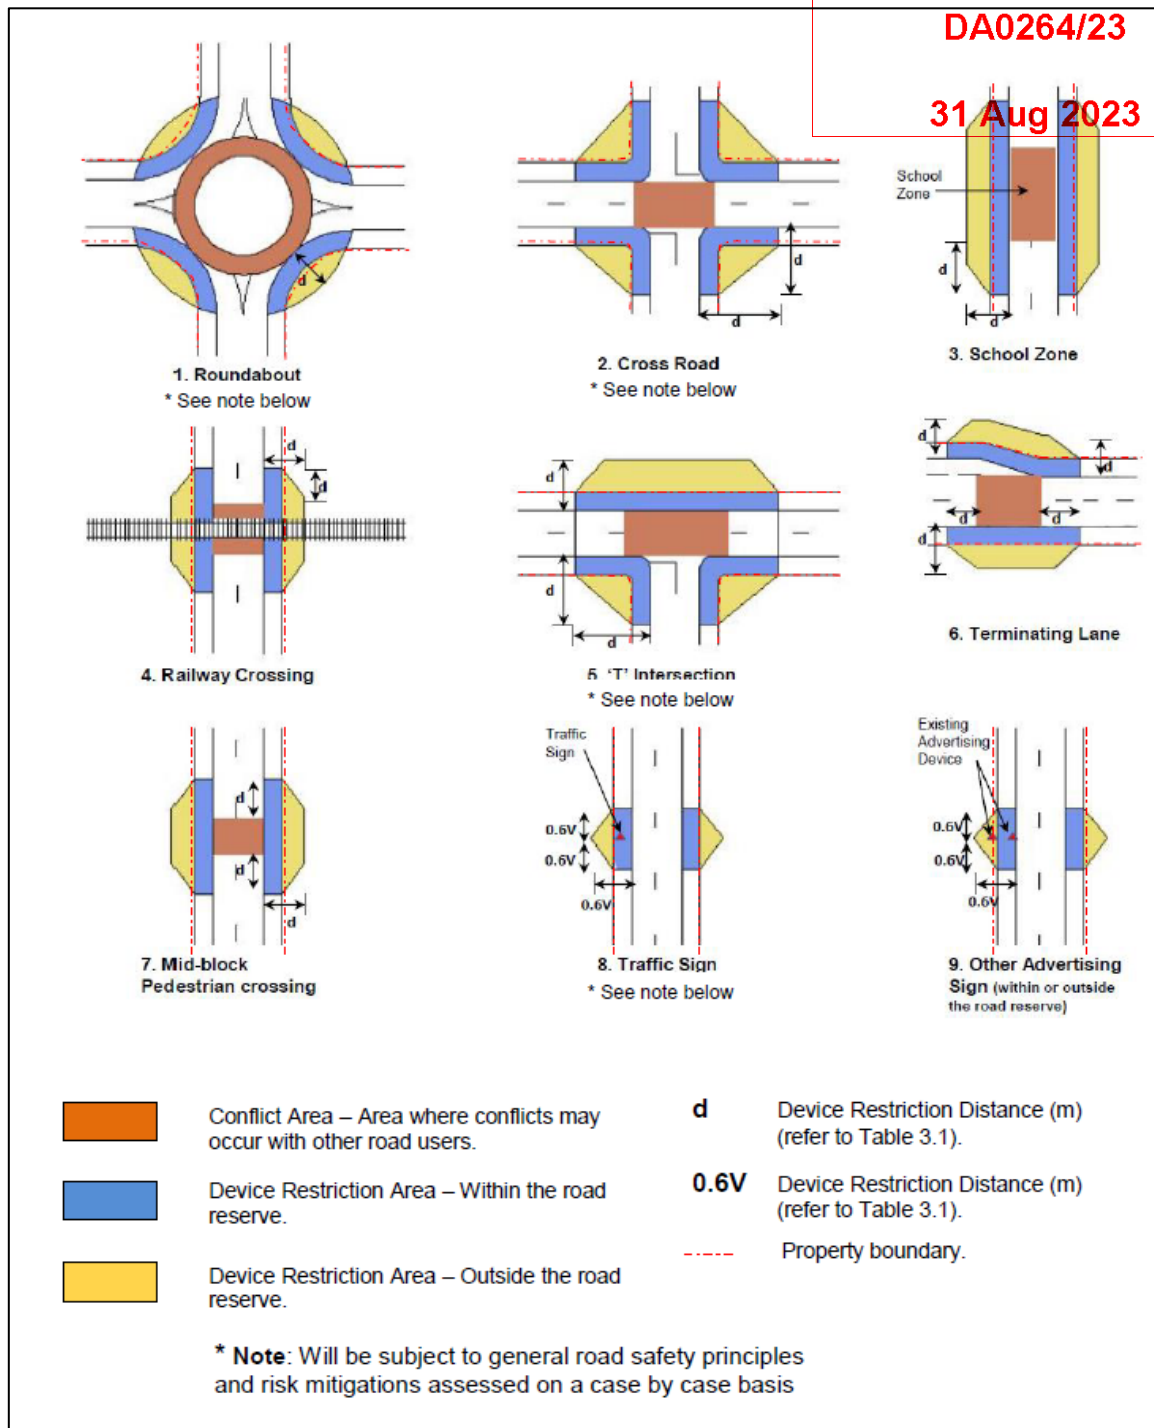 DA0264/23
31 Aug 2023
d
1. Roundabout
* See note below
d
d
2. Cross Road
* See note below
School
Zone
d
d
3. School Zone
d
d
4. Railway Crossing
d
d
d
5. 'T' Intersection
* See note below
d
d
d
d
d
6. Terminating Lane
d
d
d
7. Mid-block
Pedestrian crossing
Traffic
Sign
0.6V
0.6V
0.6V
8. Traffic Sign
* See note below
Existing
Advertising
Device
0.6V
0.6V
0.6V
9. Other Advertising
Sign (within or outside
the road reserve)
Conflict Area – Area where conflicts may
occur with other road users.
Device Restriction Area – Within the road
reserve.
Device Restriction Area – Outside the road
reserve.
d Device Restriction Distance (m)
(refer to Table 3.1).
0.6V Device Restriction Distance (m)
(refer to Table 3.1).
Property boundary.
* Note: Will be subject to general road safety principles
and risk mitigations assessed on a case by case basis